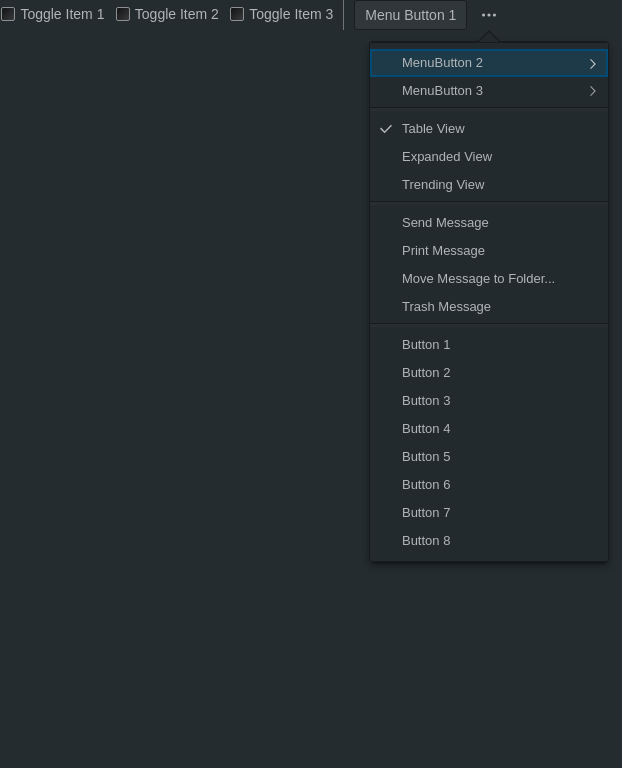 Toggle Item 1 Toggle Item 2 Toggle Item 3 Menu Button 1
MenuButton 2
MenuButton 3
Table View
Expanded View
Trending View
Send Message
Print Message
Move Message to Folder...
Trash Message
Button 1
Button 2
Button 3
Button 4
Button 5
Button 6
Button 7
Button 8